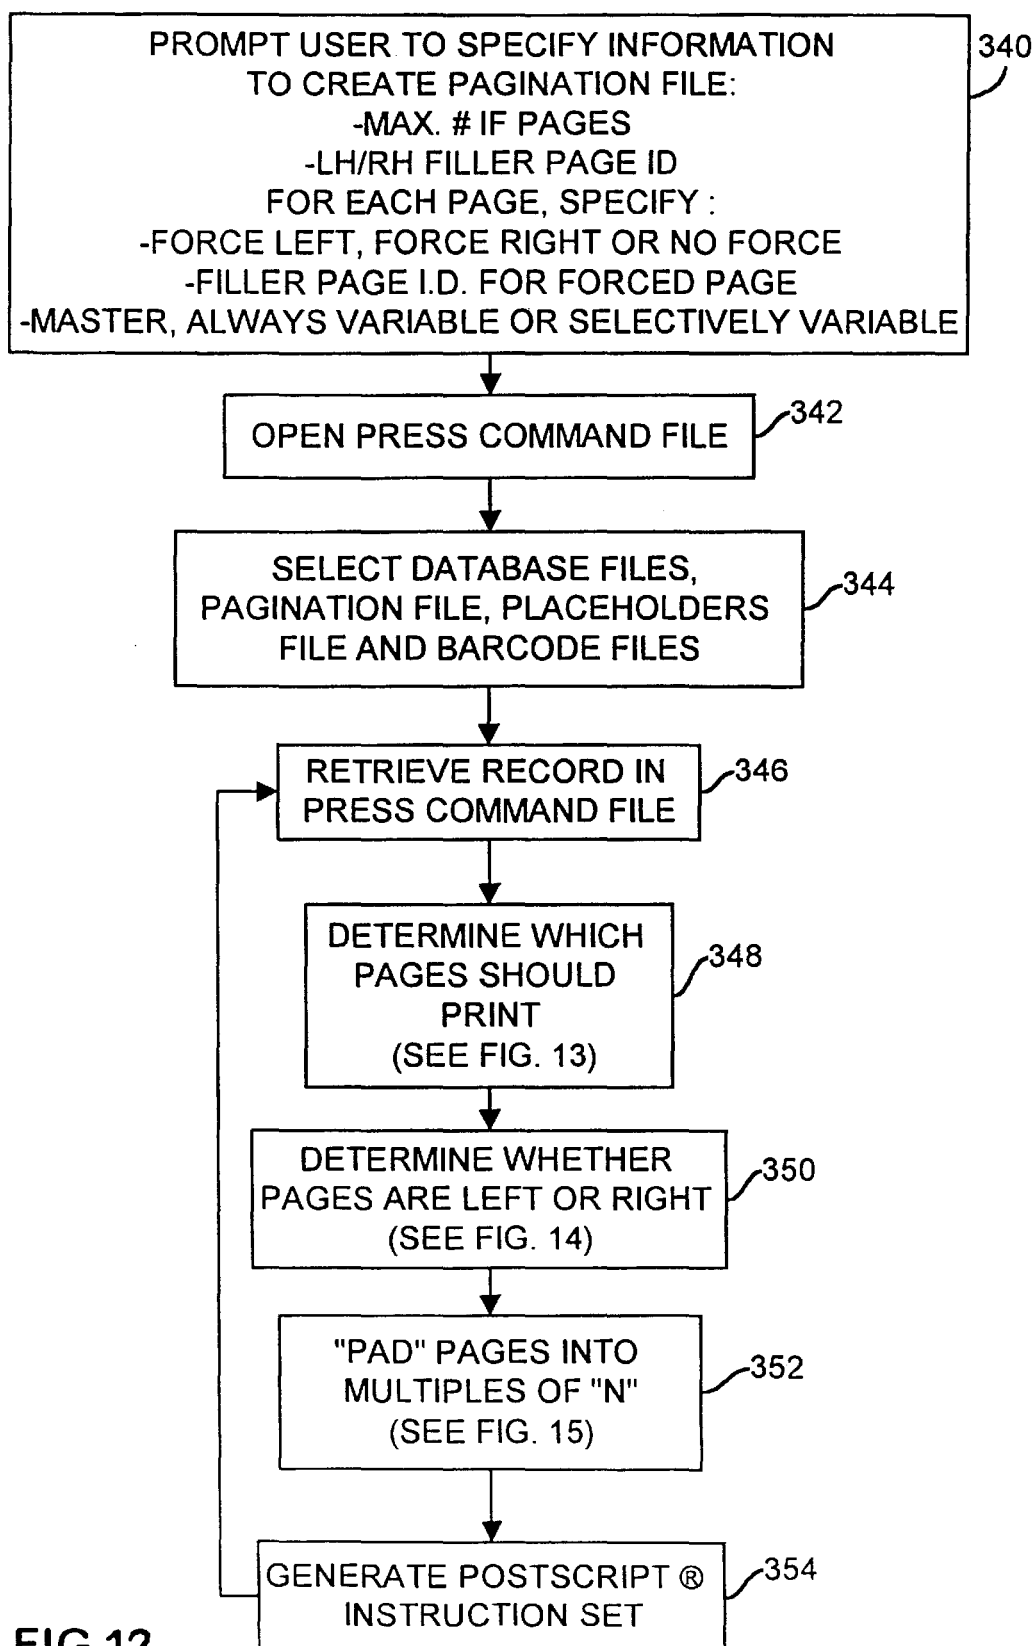 PROMPT USER TO SPECIFY INFORMATION
TO CREATE PAGINATION FILE:
-MAX. # IF PAGES
-LH/RH FILLER PAGE ID
FOR EACH PAGE, SPECIFY :
-FORCE LEFT, FORCE RIGHT OR NO FORCE
-FILLER PAGE I.D. FOR FORCED PAGE
-MASTER, ALWAYS VARIABLE OR SELECTIVELY VARIABLE
340
OPEN PRESS COMMAND FILE
342
SELECT DATABASE FILES,
PAGINATION FILE, PLACEHOLDERS
FILE AND BARCODE FILES
344
RETRIEVE RECORD IN
PRESS COMMAND FILE
346
DETERMINE WHICH
PAGES SHOULD
PRINT
(SEE FIG. 13)
348
DETERMINE WHETHER
PAGES ARE LEFT OR RIGHT
(SEE FIG. 14)
350
"PAD" PAGES INTO
MULTIPLES OF "N"
(SEE FIG. 15)
352
GENERATE POSTSCRIPT ®
INSTRUCTION SET
354
FIG 12